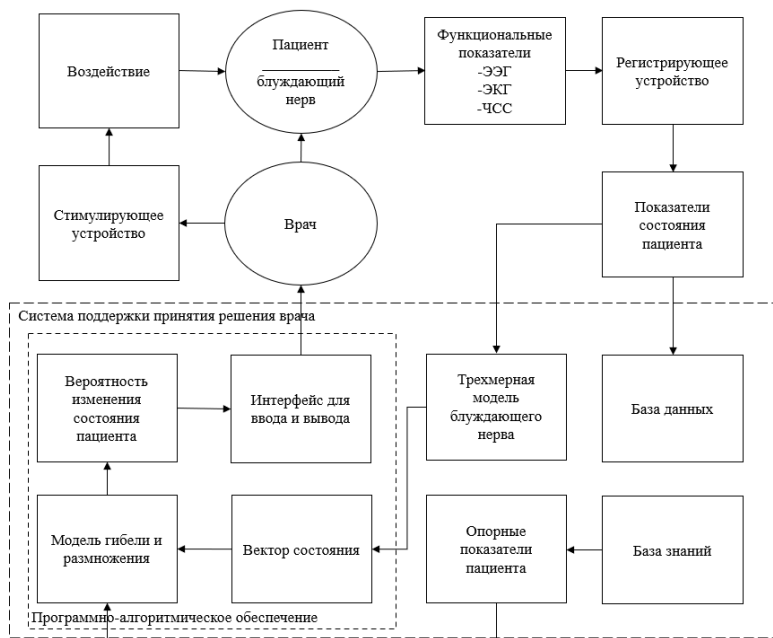 Воздействие
Пациент
блуждающий
нерв
Функциональные
показатели
-ЭЭГ
-ЭКГ
-ЧСС
Регистрирующее
устройство
Стимулирующее
устройство
Врач
Показатели
состояния
пациента
Система поддержки принятия решения врача
Вероятность
изменения
состояния
пациента
Интерфейс для
ввода и вывода
Трехмерная
модель
блуждающего
нерва
База данных
Модель гибели и
размножения
Вектор состояния
Опорные
показатели
пациента
База знаний
Программно-алгоритмическое обеспечение